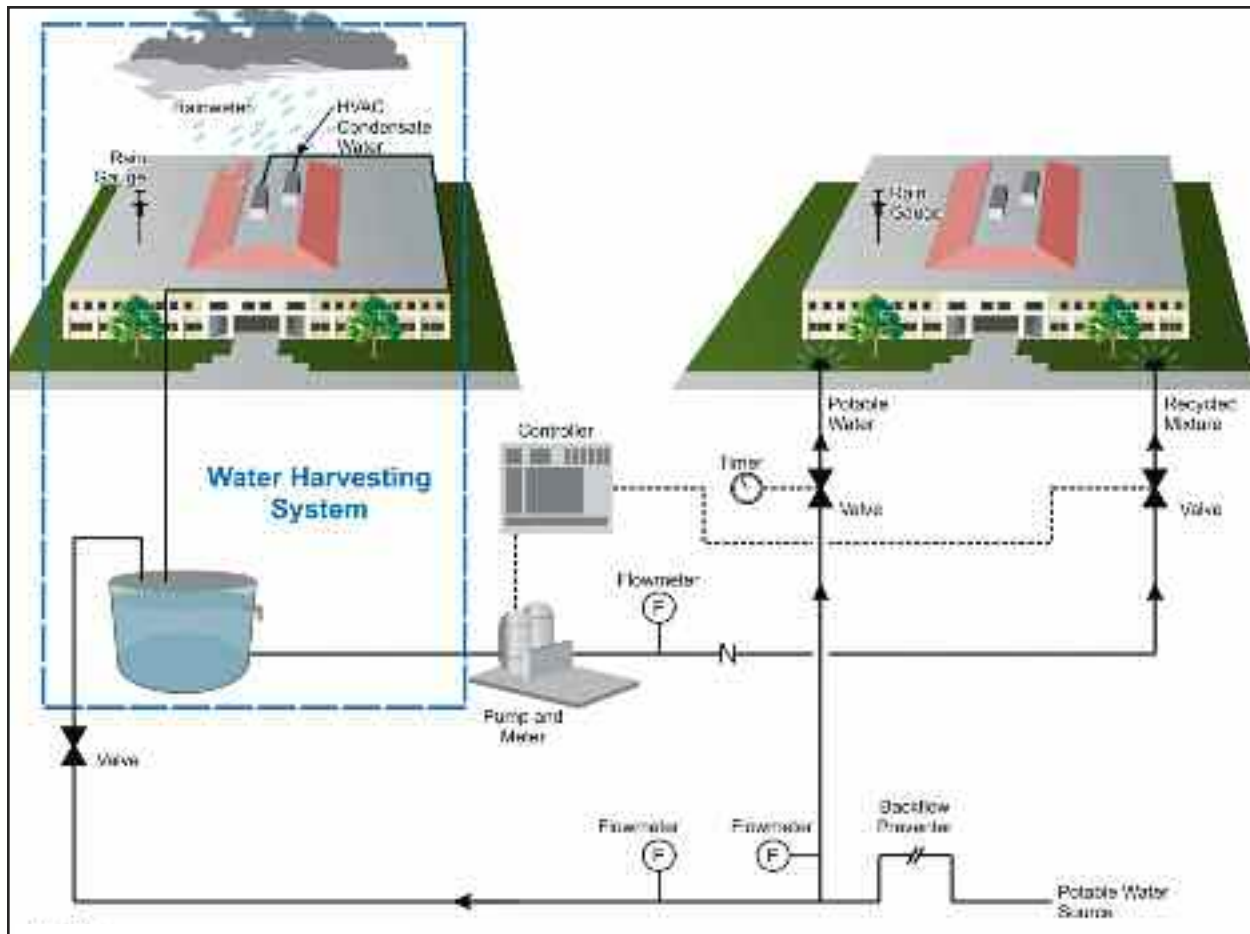 Rainwater
HVAC
Condensate
Water
Rain
Gauge
Rain
Gauge
Potable
Water
Recycled
Mixture
Controller
Timer
Water Harvesting
System
Valve
Valve
Flowmeter
F
N
Pump and
Meter
Valve
Backflow
Preventer
Flowmeter
F
Flowmeter
F
Potable Water
Source